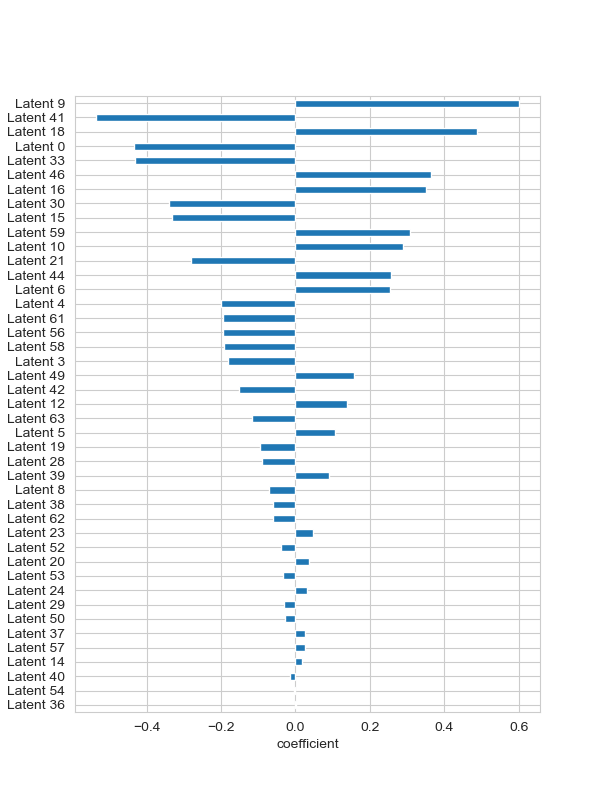 Latent 9
Latent 41
Latent 18
Latent 0
Latent 33
Latent 46
Latent 16
Latent 30
Latent 15
Latent 59
Latent 10
Latent 21
Latent 44
Latent 6
Latent 4
Latent 61
Latent 56
Latent 58
Latent 3
Latent 49
Latent 42
Latent 12
Latent 63
Latent 5
Latent 19
Latent 28
Latent 39
Latent 8
Latent 38
Latent 62
Latent 23
Latent 52
Latent 20
Latent 53
Latent 24
Latent 29
Latent 50
Latent 37
Latent 57
Latent 14
Latent 40
Latent 54
Latent 36
−0.4 −0.2 0.0 0.2 0.4 0.6
coefficient